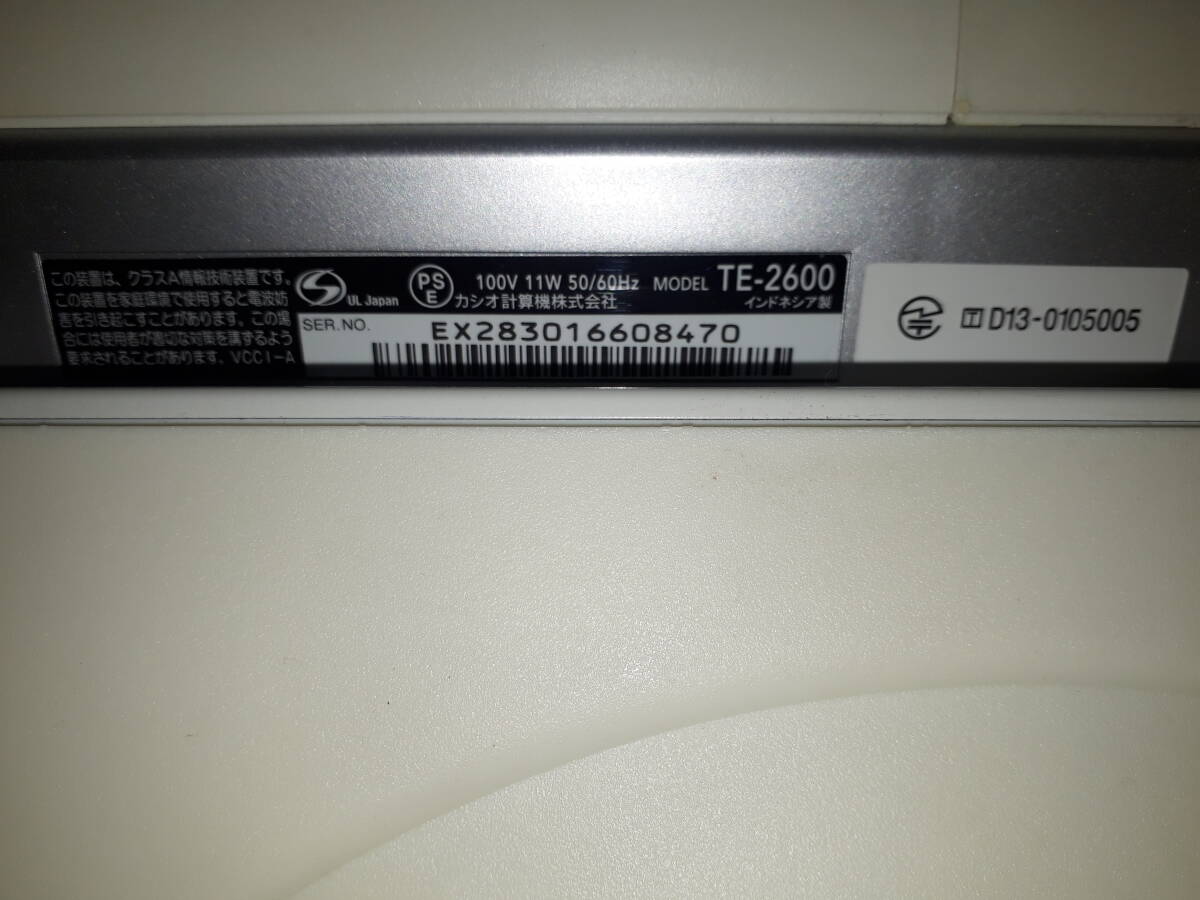 この装置は、クラスA情報技術装置です。
この装置を家庭環境で使用すると電波妨
害を引き起こすことがあります。この場
合には使用者が適切な対策を講ずるよう
要求されることがあります。VCCI-A
UL Japan
PS
E
100V 11W 50/60Hz MODEL TE-2600
カシオ計算機株式会社 インドネシア製
SER.NO. EX283016608470
T D13-0105005